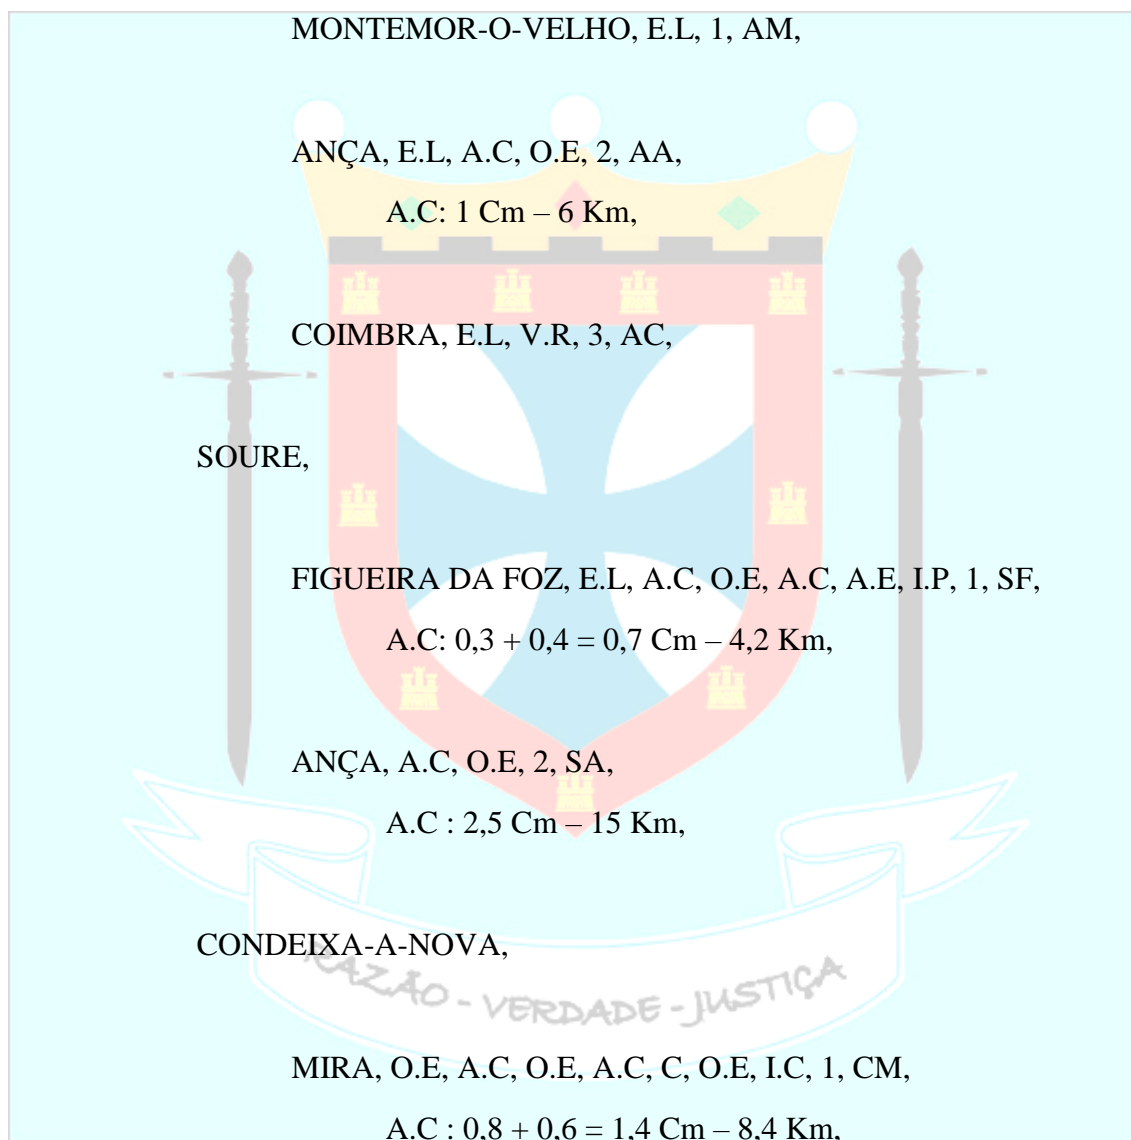 MONTEMOR-O-VELHO, E.L, 1, AM,
ANÇA, E.L, A.C, O.E, 2, AA,
A.C: 1 Cm – 6 Km,
COIMBRA, E.L, V.R, 3, AC,
SOURE,
FIGUEIRA DA FOZ, E.L, A.C, O.E, A.C, A.E, I.P, 1, SF,
A.C: 0,3 + 0,4 = 0,7 Cm – 4,2 Km,
ANÇA, A.C, O.E, 2, SA,
A.C : 2,5 Cm – 15 Km,
CONDEIXA-A-NOVA,
RAZÃO - VERDADE - JUSTIÇA
MIRA, O.E, A.C, O.E, A.C, C, O.E, I.C, 1, CM,
A.C : 0,8 + 0,6 = 1,4 Cm – 8,4 Km,